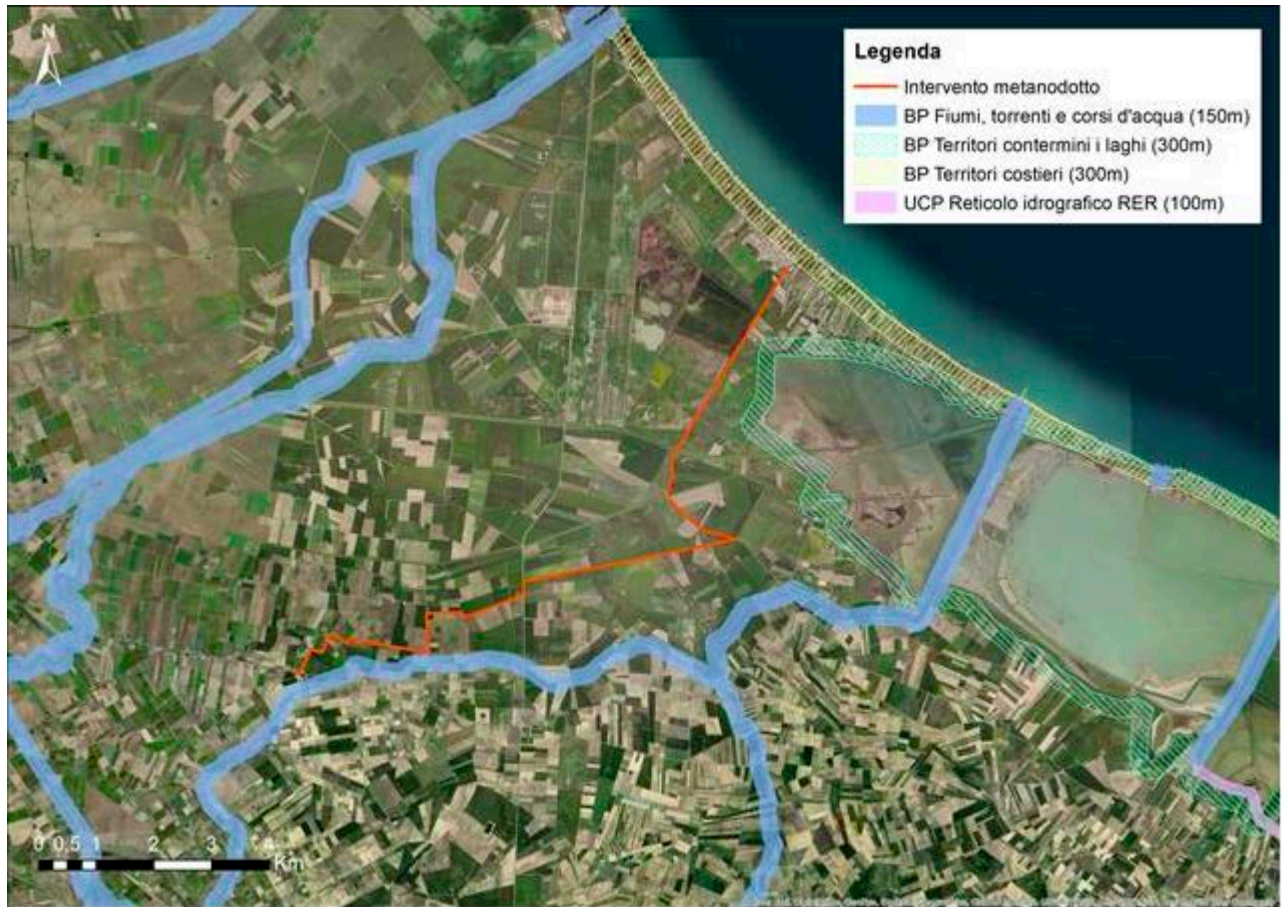 N
Legenda
Intervento metanodotto
BP Fiumi, torrenti e corsi d'acqua (150m)
BP Territori contermini i laghi (300m)
BP Territori costieri (300m)
UCP Reticolo idrografico RER (100m)
0 0,5 1 2 3 4
Km